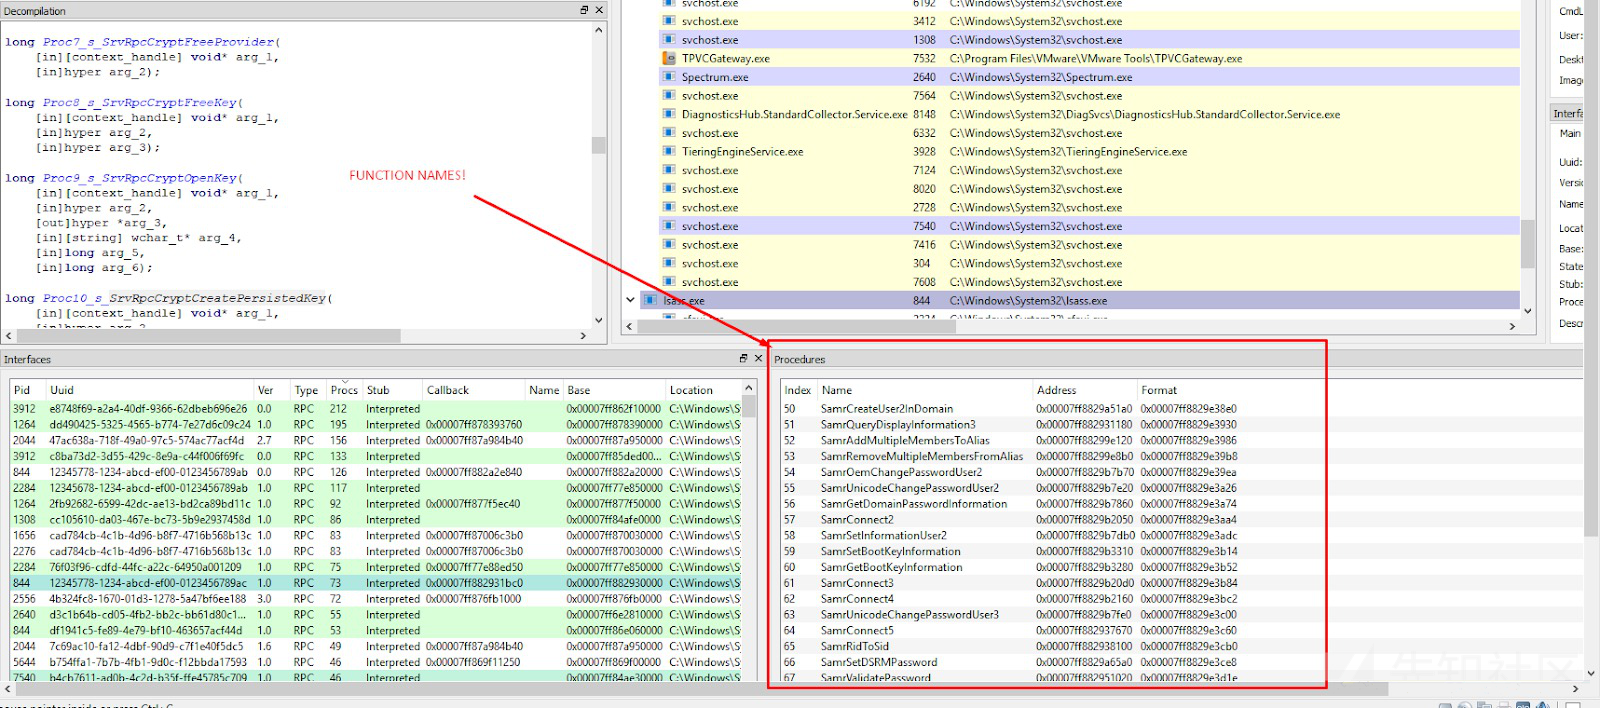 Decompilation
long Proc7_s_SrvRpcCryptFreeProvider(
[in][context_handle] void* arg_1,
[in]hyper arg_2);
long Proc8_s_SrvRpcCryptFreeKey(
[in][context_handle] void* arg_1,
[in]hyper arg_2,
[in]hyper arg_3);
long Proc9_s_SrvRpcCryptOpenKey(
[in][context_handle] void* arg_1,
[in]hyper arg_2,
[out]hyper *arg_3,
[in][string] wchar_t* arg_4,
[in]long arg_5,
[in]long arg_6);
long Proc10_s_SrvRpcCryptCreatePersistedKey(
[in][context_handle] void* arg_1,
FUNCTION NAMES!
svchost.exe 6192 C:\Windows\System32\svchost.exe
svchost.exe 3412 C:\Windows\System32\svchost.exe
svchost.exe 1308 C:\Windows\System32\svchost.exe
TPVCGateway.exe 7532 C:\Program Files\VMware\VMware Tools\TPVCGateway.exe
Spectrum.exe 2640 C:\Windows\System32\Spectrum.exe
svchost.exe 7564 C:\Windows\System32\svchost.exe
DiagnosticsHub.StandardCollector.Service.exe 8148 C:\Windows\System32\DiagSvcs\DiagnosticsHub.StandardCollector.Service.exe
svchost.exe 6332 C:\Windows\System32\svchost.exe
TieringEngineService.exe 3928 C:\Windows\System32\TieringEngineService.exe
svchost.exe 7124 C:\Windows\System32\svchost.exe
svchost.exe 8020 C:\Windows\System32\svchost.exe
svchost.exe 2728 C:\Windows\System32\svchost.exe
svchost.exe 7540 C:\Windows\System32\svchost.exe
svchost.exe 7416 C:\Windows\System32\svchost.exe
svchost.exe 304 C:\Windows\System32\svchost.exe
svchost.exe 7608 C:\Windows\System32\svchost.exe
lsass.exe 844 C:\Windows\System32\lsass.exe
CmdL
User:
Deskt
Image
Interfa
Main
Uuid:
Versic
Name
Locat
Base:
State
Stub:
Proce
Descr
Interfaces
Pid Uuid Ver Type Procs Stub Callback Name Base Location
3912 e8748f69-a2a4-40df-9366-62dbeb696e26 0.0 RPC 212 Interpreted 0x00007ff862f10000 C:\Windows\S
1264 dd490425-5325-4565-b774-7e27d6c09c24 1.0 RPC 195 Interpreted 0x00007ff878393760 0x00007ff878390000 C:\Windows\S
2044 47ac638a-718f-49a0-97c5-574ac77acf4d 2.7 RPC 156 Interpreted 0x00007ff87a984b40 0x00007ff87a950000 C:\Windows\S
3912 c8ba73d2-3d55-429c-8e9a-c44f006f69fc 0.0 RPC 133 Interpreted 0x00007ff85ded00... C:\Windows\S
844 12345778-1234-abcd-ef00-0123456789ab 0.0 RPC 126 Interpreted 0x00007ff882a2e840 0x00007ff882a20000 C:\Windows\S
2284 12345678-1234-abcd-ef00-0123456789ab 1.0 RPC 117 Interpreted 0x00007ff77e850000 C:\Windows\S
1264 2fb92682-6599-42dc-ae13-bd2ca89bd11c 1.0 RPC 92 Interpreted 0x00007ff877f5ec40 0x00007ff877f50000 C:\Windows\S
1308 cc105610-da03-467e-bc73-5b9e2937458d 1.0 RPC 86 Interpreted 0x00007ff84afe0000 C:\Windows\S
1656 cad784cb-4c1b-4d96-b8f7-4716b568b13c 1.0 RPC 83 Interpreted 0x00007ff87006c3b0 0x00007ff870030000 C:\Windows\S
2276 cad784cb-4c1b-4d96-b8f7-4716b568b13c 1.0 RPC 83 Interpreted 0x00007ff87006c3b0 0x00007ff870030000 C:\Windows\S
2284 76f03f96-cdfd-44fc-a22c-64950a001209 1.0 RPC 75 Interpreted 0x00007ff77e88ed50 0x00007ff77e850000 C:\Windows\S
844 12345778-1234-abcd-ef00-0123456789ac 1.0 RPC 73 Interpreted 0x00007ff882931bc0 0x00007ff882930000 C:\Windows\S
2556 4b324fc8-1670-01d3-1278-5a47bf6ee188 3.0 RPC 72 Interpreted 0x00007ff876fb1000 0x00007ff876fb0000 C:\Windows\S
2640 d3c1b64b-cd05-4fb2-bb2c-bb61d80c1... 1.0 RPC 55 Interpreted 0x00007ff6e2810000 C:\Windows\S
844 df1941c5-fe89-4e79-bf10-463657acf44d 1.0 RPC 53 Interpreted 0x00007ff86e060000 C:\Windows\S
2044 7c69ac10-fa12-4dbf-90d9-c7f1e40f5dc5 1.6 RPC 49 Interpreted 0x00007ff87a984b40 0x00007ff87a950000 C:\Windows\S
5644 b754ffa1-7b7b-4fb1-9d0c-f12bbda17593 1.0 RPC 46 Interpreted 0x00007ff869f11250 0x00007ff869f00000 C:\Windows\S
7540 b4cb7611-ad0b-4c2d-b35f-ffe45785c709 1.0 RPC 46 Interpreted 0x00007ff84ae30000 C:\Windows\S
Procedures
Index Name Address Format
50 SamrCreateUser2InDomain 0x00007ff8829a51a0 0x00007ff8829e38e0
51 SamrQueryDisplayInformation3 0x00007ff882931180 0x00007ff8829e3930
52 SamrAddMultipleMembersToAlias 0x00007ff88299e120 0x00007ff8829e3986
53 SamrRemoveMultipleMembersFromAlias 0x00007ff88299e8b0 0x00007ff8829e39b8
54 SamrOemChangePasswordUser2 0x00007ff8829b7b70 0x00007ff8829e39ea
55 SamrUnicodeChangePasswordUser2 0x00007ff8829b7e20 0x00007ff8829e3a26
56 SamrGetDomainPasswordInformation 0x00007ff8829b7860 0x00007ff8829e3a74
57 SamrConnect2 0x00007ff8829b2050 0x00007ff8829e3aa4
58 SamrSetInformationUser2 0x00007ff8829b7db0 0x00007ff8829e3adc
59 SamrSetBootKeyInformation 0x00007ff8829b3310 0x00007ff8829e3b14
60 SamrGetBootKeyInformation 0x00007ff8829b3280 0x00007ff8829e3b52
61 SamrConnect3 0x00007ff8829b20d0 0x00007ff8829e3b84
62 SamrConnect4 0x00007ff8829b2160 0x00007ff8829e3bc2
63 SamrUnicodeChangePasswordUser3 0x00007ff8829b7fe0 0x00007ff8829e3c00
64 SamrConnect5 0x00007ff882937670 0x00007ff8829e3c60
65 SamrRidToSid 0x00007ff882938100 0x00007ff8829e3cb0
66 SamrSetDSRMPassword 0x00007ff8829a65a0 0x00007ff8829e3ce8
67 SamrValidatePassword 0x00007ff882951020 0x00007ff8829e3d1e